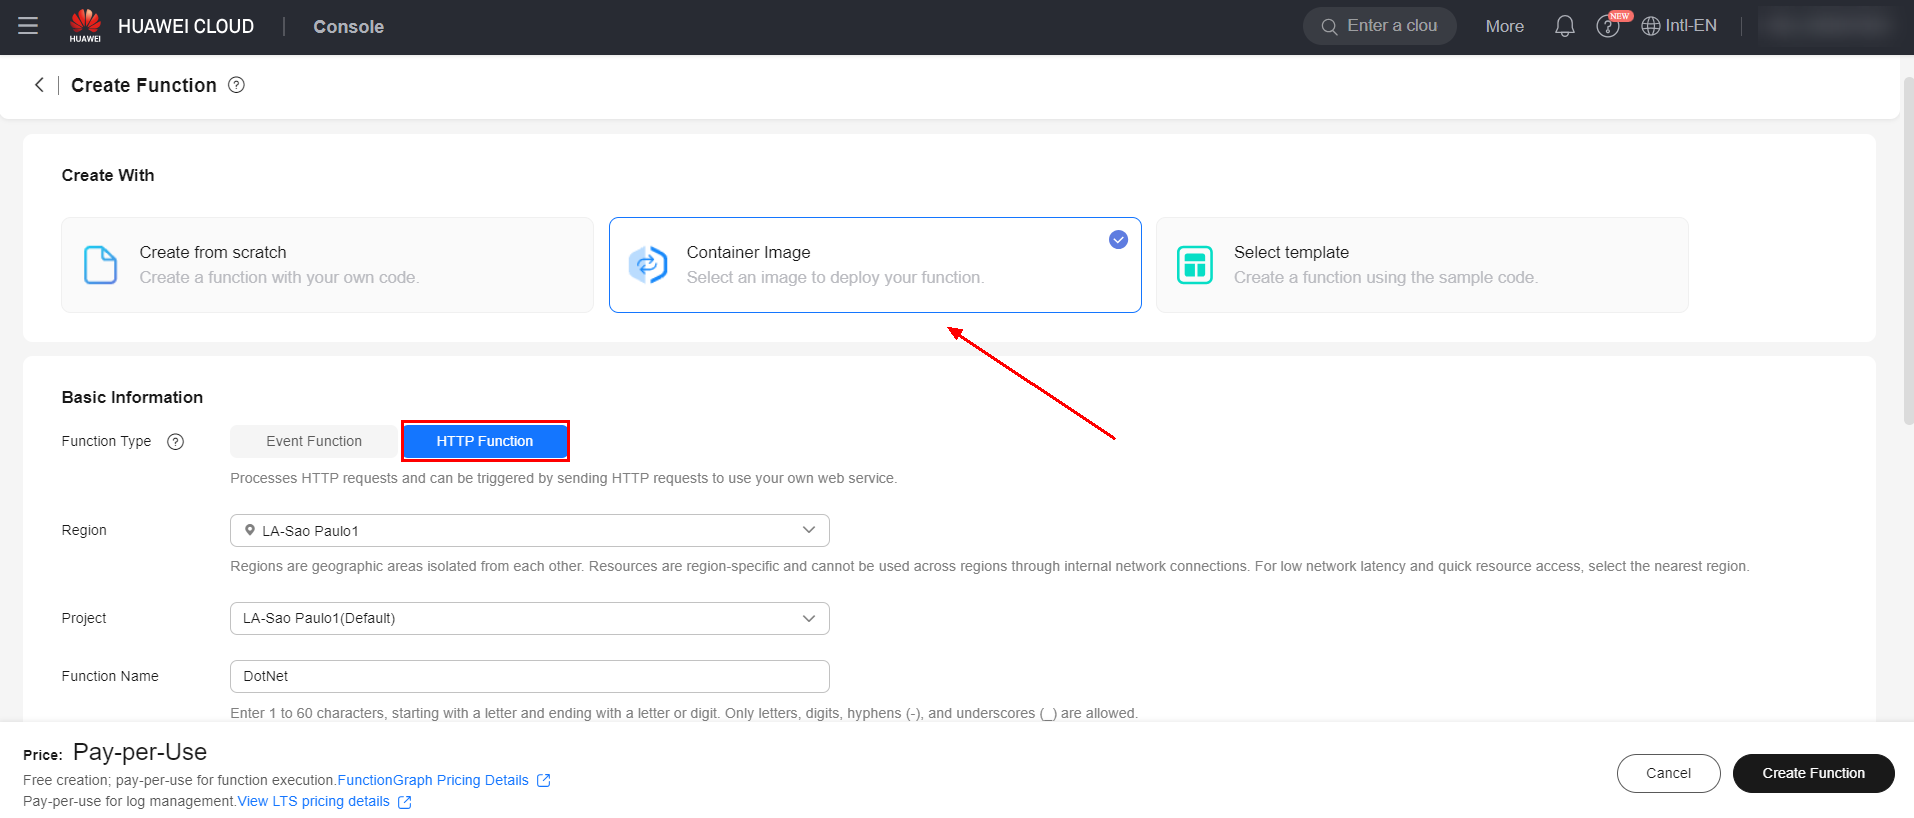 HUAWEI HUAWEI CLOUD Console Enter a clou More NEW Intl-EN
Create Function
Create With
Create from scratch
Create a function with your own code.
Container Image
Select an image to deploy your function.
Select template
Create a function using the sample code.
Basic Information
Function Type Event Function HTTP Function
Processes HTTP requests and can be triggered by sending HTTP requests to use your own web service.
Region LA-Sao Paulo1
Regions are geographic areas isolated from each other. Resources are region-specific and cannot be used across regions through internal network connections. For low network latency and quick resource access, select the nearest region.
Project LA-Sao Paulo1(Default)
Function Name DotNet
Enter 1 to 60 characters, starting with a letter and ending with a letter or digit. Only letters, digits, hyphens (-), and underscores (_) are allowed.
Price: Pay-per-Use
Free creation; pay-per-use for function execution.FunctionGraph Pricing Details
Pay-per-use for log management.View LTS pricing details
Cancel Create Function